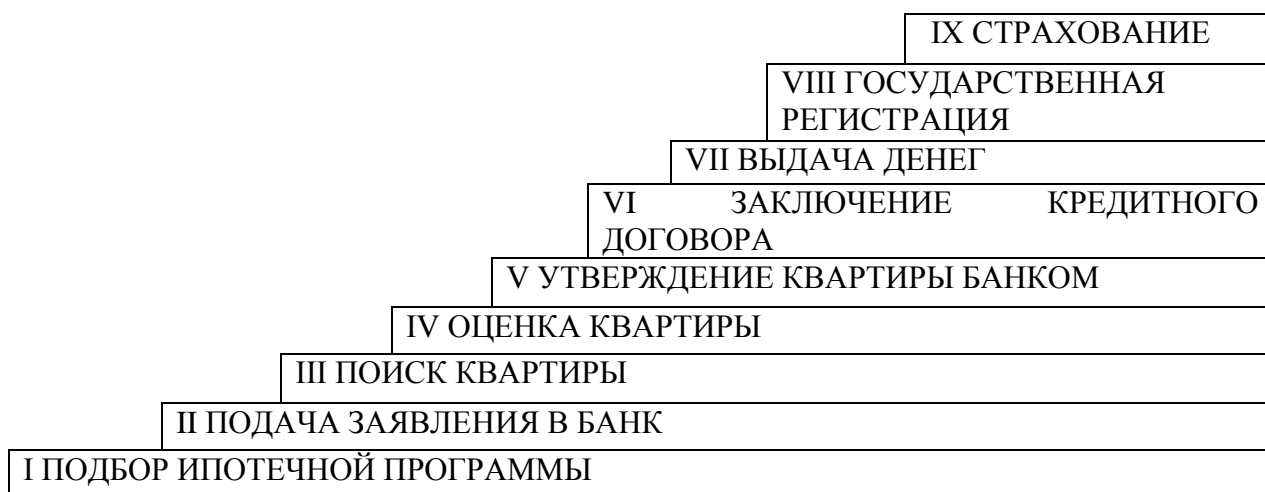 IX СТРАХОВАНИЕ
VIII ГОСУДАРСТВЕННАЯ
РЕГИСТРАЦИЯ
VII ВЫДАЧА ДЕНЕГ
VI ЗАКЛЮЧЕНИЕ КРЕДИТНОГО
ДОГОВОРА
V УТВЕРЖДЕНИЕ КВАРТИРЫ БАНКОМ
IV ОЦЕНКА КВАРТИРЫ
III ПОИСК КВАРТИРЫ
II ПОДАЧА ЗАЯВЛЕНИЯ В БАНК
I ПОДБОР ИПОТЕЧНОЙ ПРОГРАММЫ